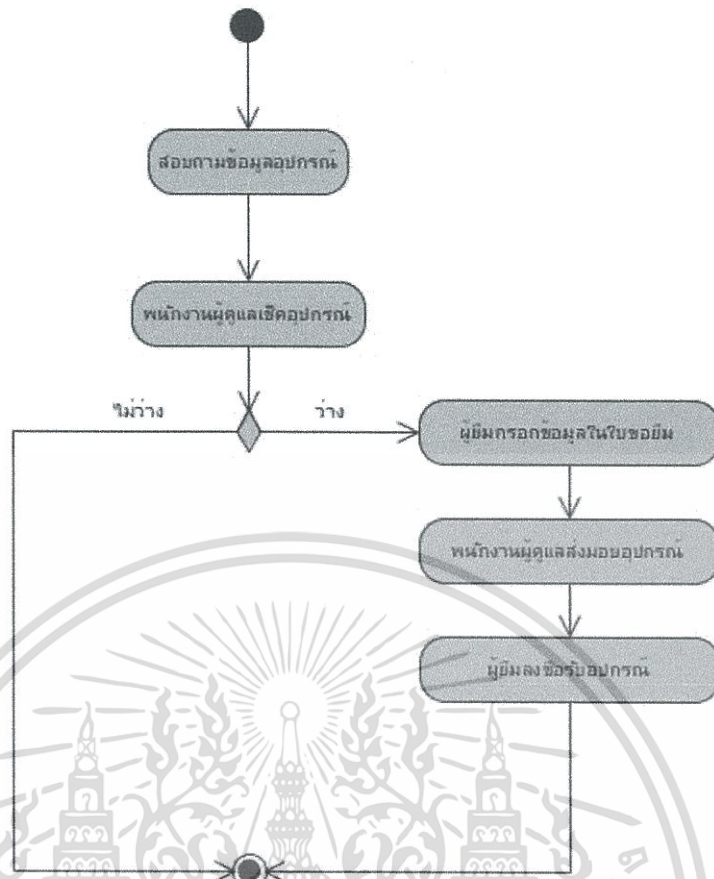 สอบถามข้อมูลอุปกรณ์
พนักงานผู้ดูแลเช็คอุปกรณ์
ไม่ว่าง
ว่าง
ผู้ยืมกรอกข้อมูลในใบขอยืม
พนักงานผู้ดูแลส่งมอบอุปกรณ์
ผู้ยืมลงชื่อรับอุปกรณ์